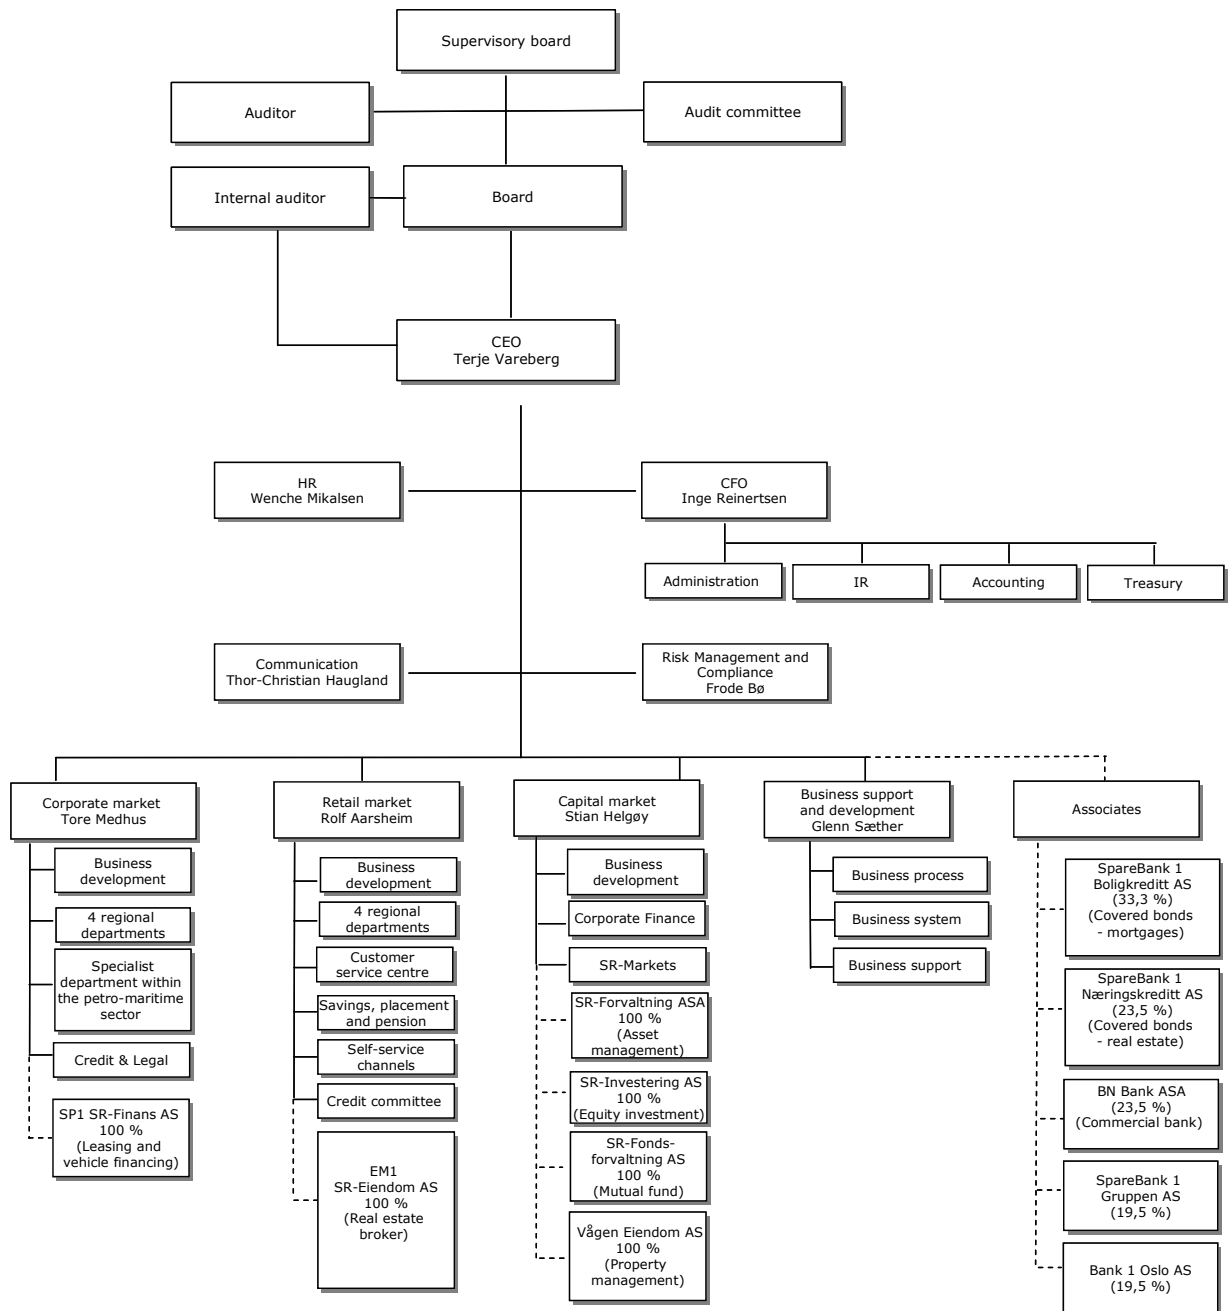 Supervisory board
Auditor
Audit committee
Internal auditor
Board
CEO
Terje Vareberg
HR
Wenche Mikalsen
CFO
Inge Reinertsen
Administration
IR
Accounting
Treasury
Communication
Thor-Christian Haugland
Risk Management and
Compliance
Frode Bø
Corporate market
Tore Medhus
Business
development
4 regional
departments
Specialist
department within
the petro-maritime
sector
Credit & Legal
SP1 SR-Finans AS
100 %
(Leasing and
vehicle financing)
Retail market
Rolf Aarsheim
Business
development
4 regional
departments
Customer
service centre
Savings, placement
and pension
Self-service
channels
Credit committee
EM1
SR-Eiendom AS
100 %
(Real estate
broker)
Capital market
Stian Helgøy
Business
development
Corporate Finance
SR-Markets
SR-Forvaltning ASA
100 %
(Asset
management)
SR-Investering AS
100 %
(Equity investment)
SR-Fonds-
forvaltning AS
100 %
(Mutual fund)
Vågen Eiendom AS
100 %
(Property
management)
Business support
and development
Glenn Sæther
Business process
Business system
Business support
Associates
SpareBank 1
Boligkreditt AS
(33,3 %)
(Covered bonds
- mortgages)
SpareBank 1
Næringskreditt AS
(23,5 %)
(Covered bonds
- real estate)
BN Bank ASA
(23,5 %)
(Commercial bank)
SpareBank 1
Gruppen AS
(19,5 %)
Bank 1 Oslo AS
(19,5 %)